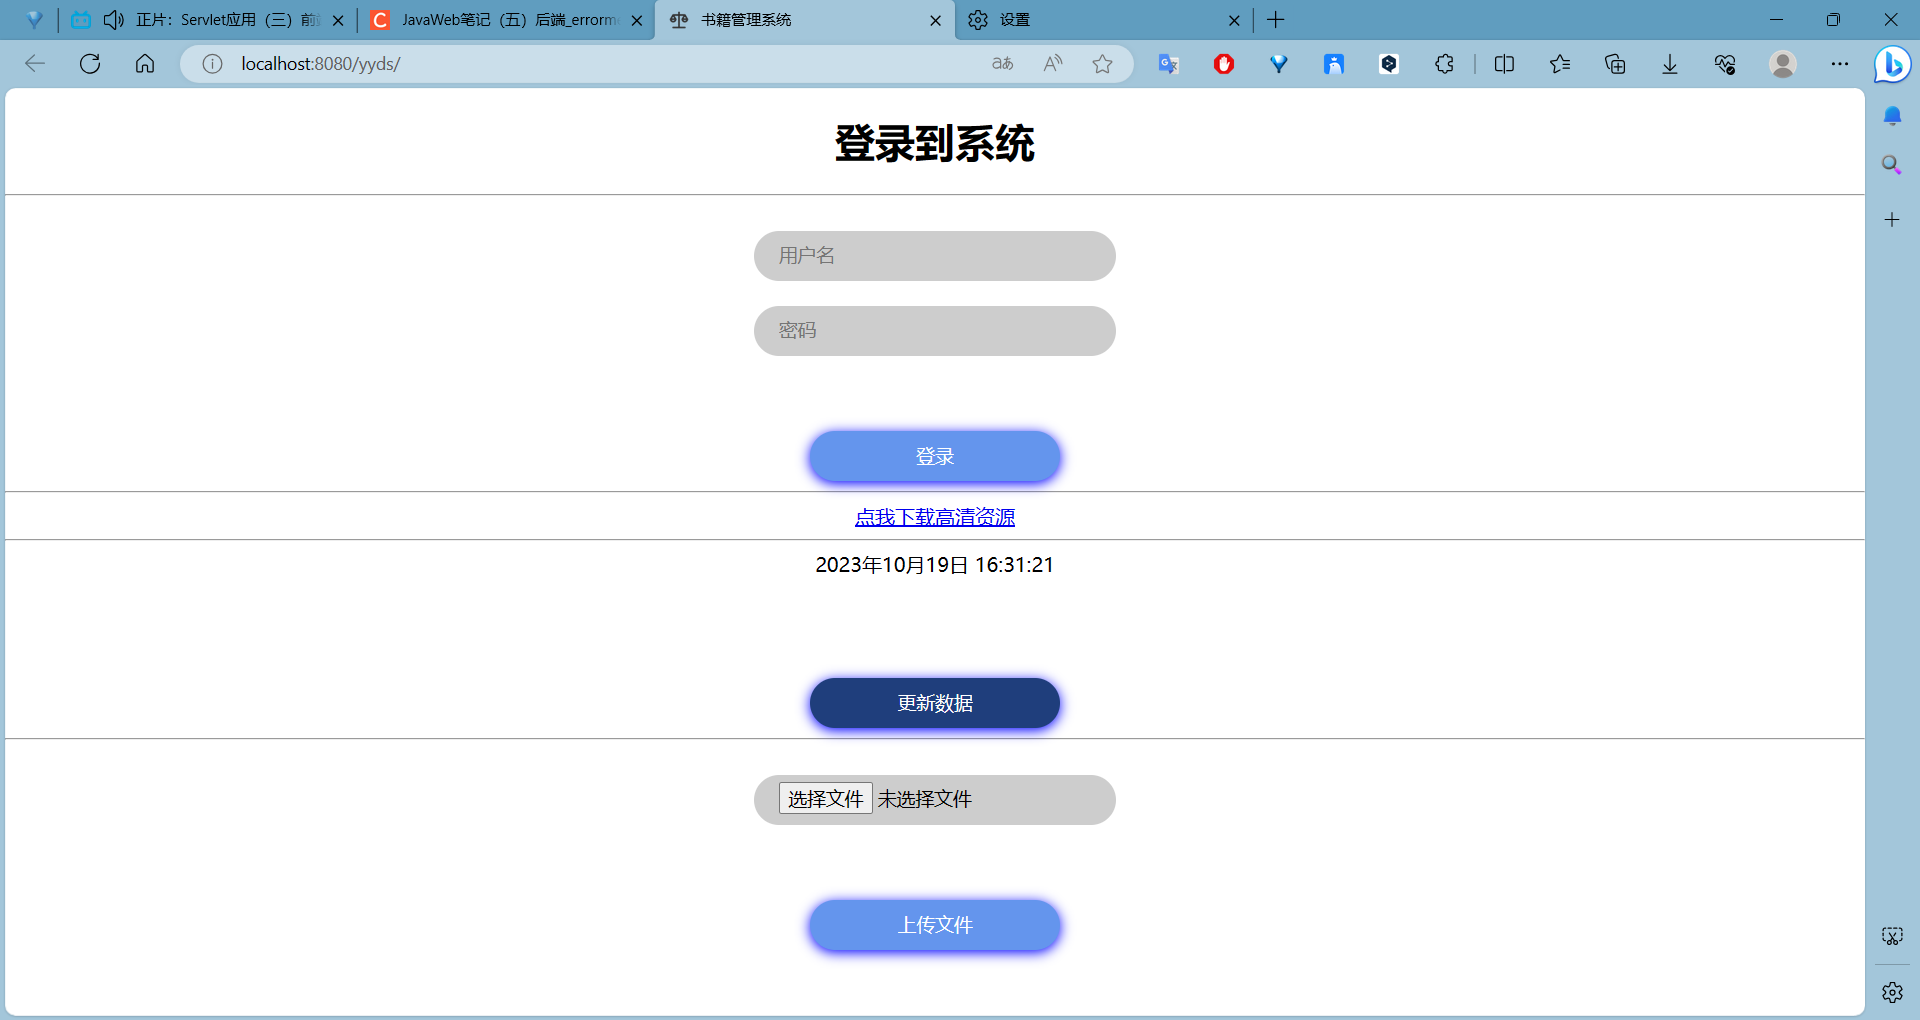 正片：Servlet应用（三）前
JavaWeb笔记（五）后端_errorm
书籍管理系统
设置
localhost:8080/yyds/
登录到系统
用户名
密码
登录
点我下载高清资源
2023年10月19日 16:31:21
更新数据
选择文件 未选择文件
上传文件